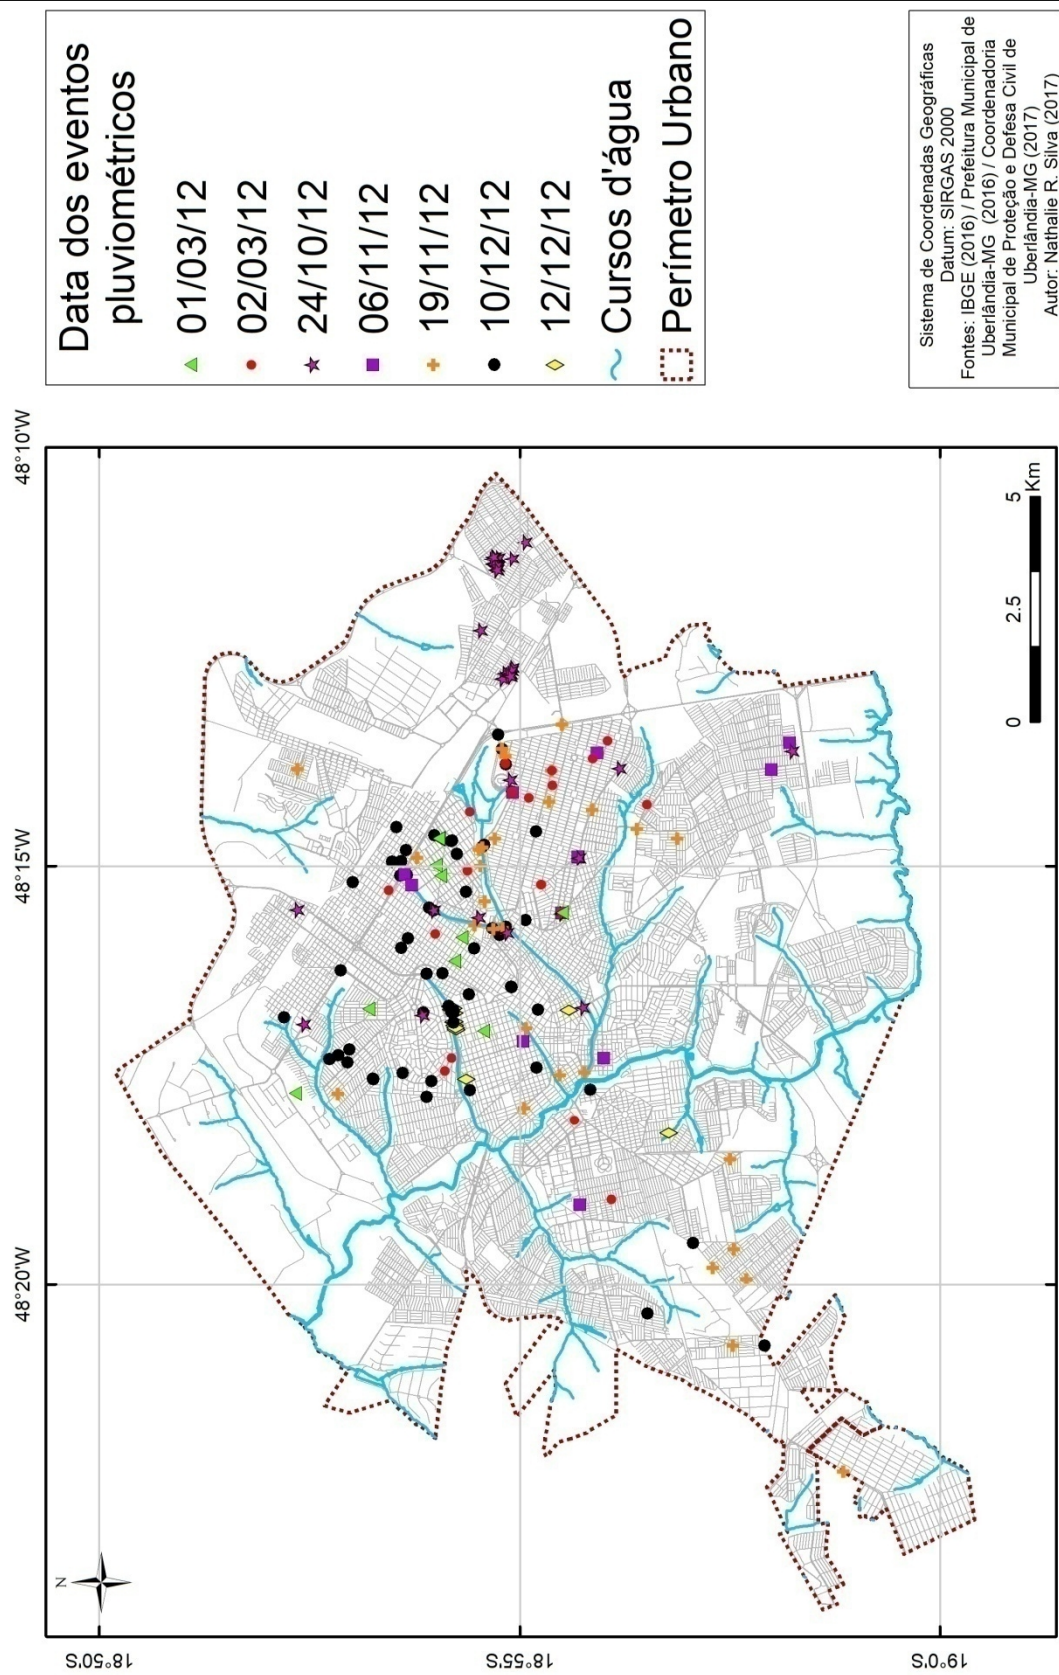 Data dos eventos
pluviométricos
01/03/12
02/03/12
24/10/12
06/11/12
19/11/12
10/12/12
12/12/12
Cursos d'água
Perímetro Urbano
Sistema de Coordenadas Geográficas
Datum: SIRGAS 2000
Fontes: IBGE (2016) / Prefeitura Municipal de
Uberlândia-MG (2016) / Coordenadoria
Municipal de Proteção e Defesa Civil de
Uberlândia-MG (2017)
Autor: Nathalie R. Silva (2017)
48°20'W
48°15'W
48°10'W
18°50'S
18°55'S
19°0'S
N
0
2.5
5
Km